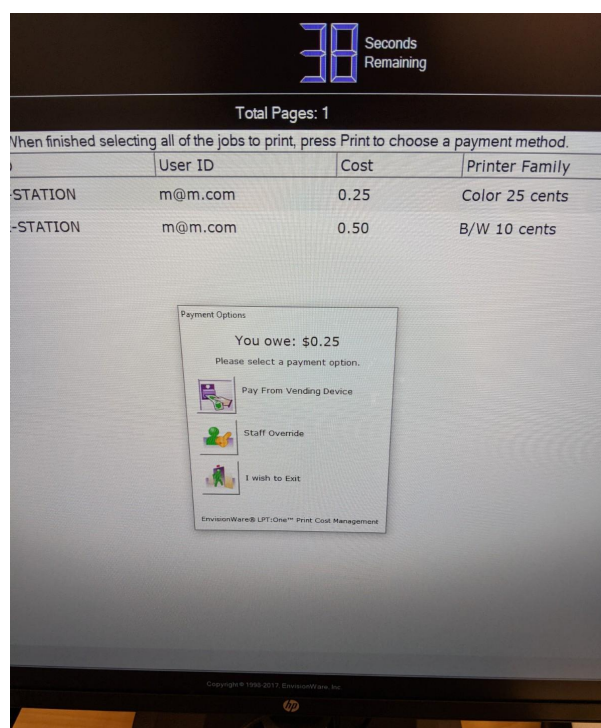 38 Seconds
Remaining
Total Pages: 1
When finished selecting all of the jobs to print, press Print to choose a payment method.
User ID Cost Printer Family
-STATION m@m.com 0.25 Color 25 cents
-STATION m@m.com 0.50 B/W 10 cents
Payment Options
You owe: $0.25
Please select a payment option.
Pay From Vending Device
Staff Override
I wish to Exit
EnvisionWare® LPT:One™ Print Cost Management
Copyright© 1998-2017 EnvisionWare, Inc
hp